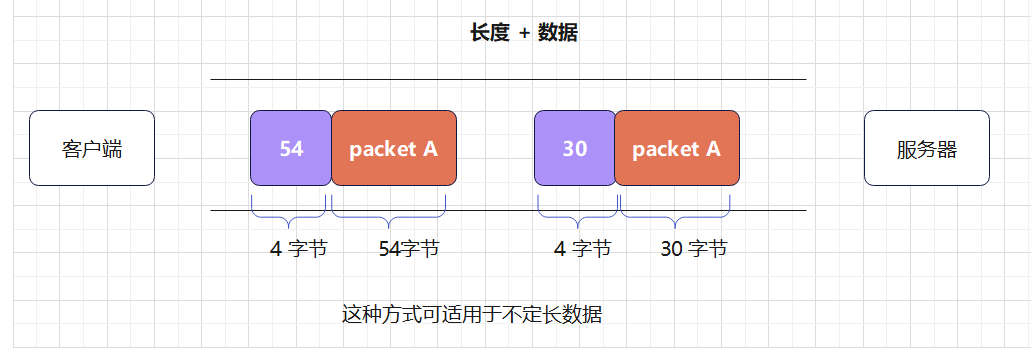 长度 + 数据
客户端
54
packet A
30
packet A
服务器
4 字节
54字节
4 字节
30 字节
这种方式可适用于不定长数据